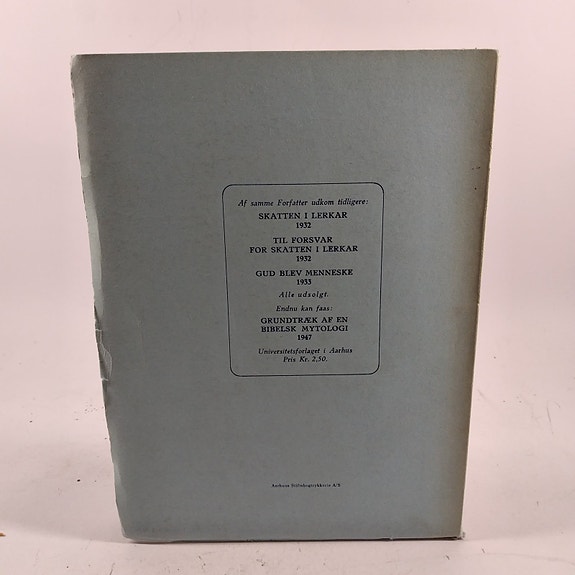 Af samme Forfatter udkom tidligere:
SKATTEN I LERKAR
1932
TIL FORSVAR
FOR SKATTEN I LERKAR
1932
GUD BLEV MENNESKE
1933
Alle udsolgt.
Endnu kan faas:
GRUNDTRÆK AF EN
BIBELSK MYTOLOGI
1947
Universitetsforlaget i Aarhus
Pris Kr. 2,50.
Aarhuus Stiftsbogtrykkerie A/S